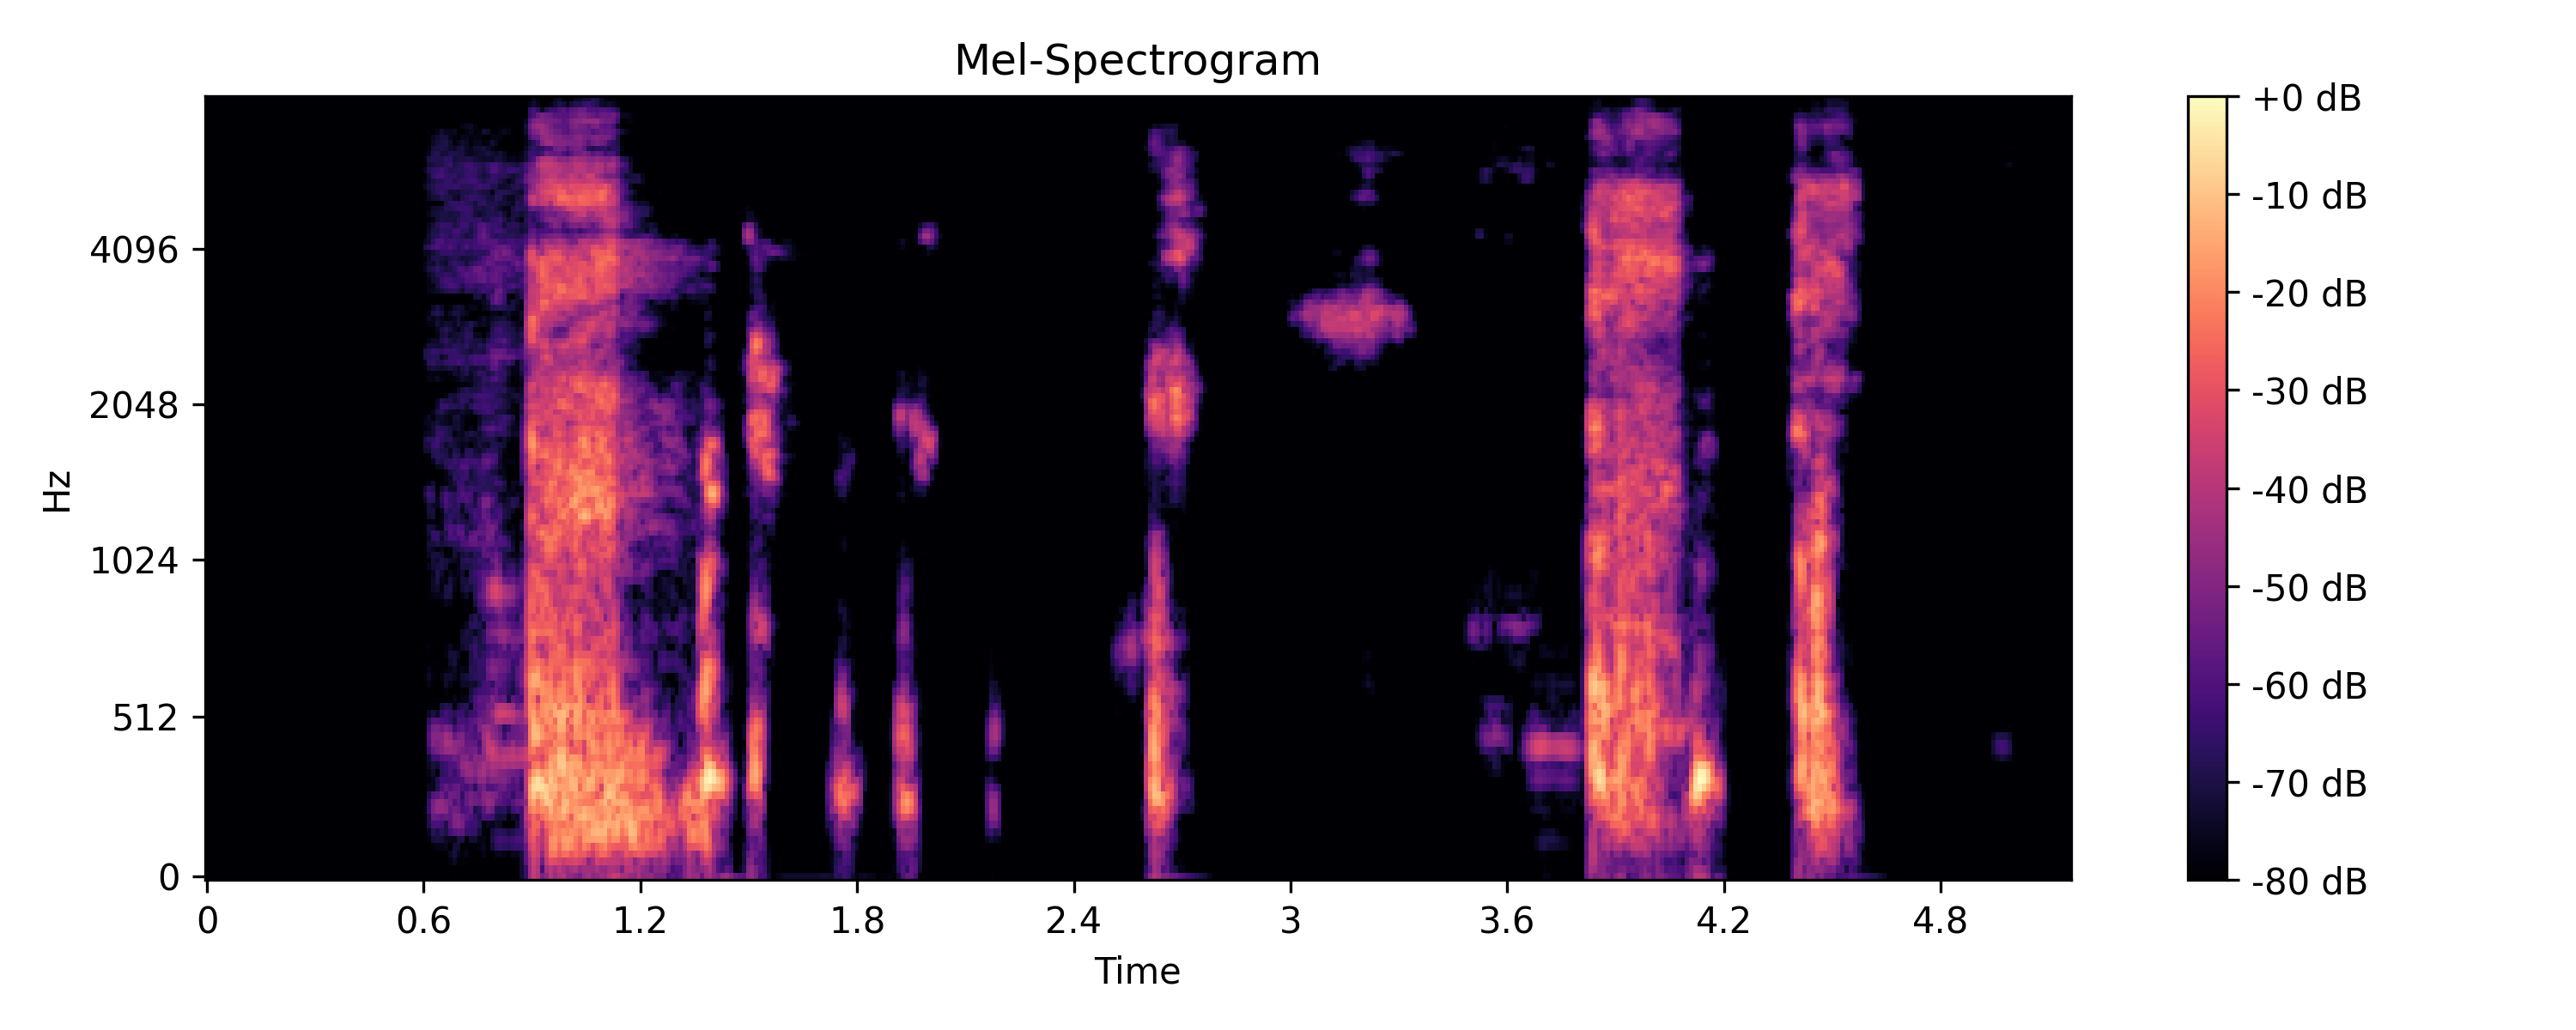 Mel-Spectrogram
+0 dB
-10 dB
-20 dB
-30 dB
-40 dB
-50 dB
-60 dB
-70 dB
-80 dB
Hz
4096
2048
1024
512
0
0 0.6 1.2 1.8 2.4 3 3.6 4.2 4.8
Time